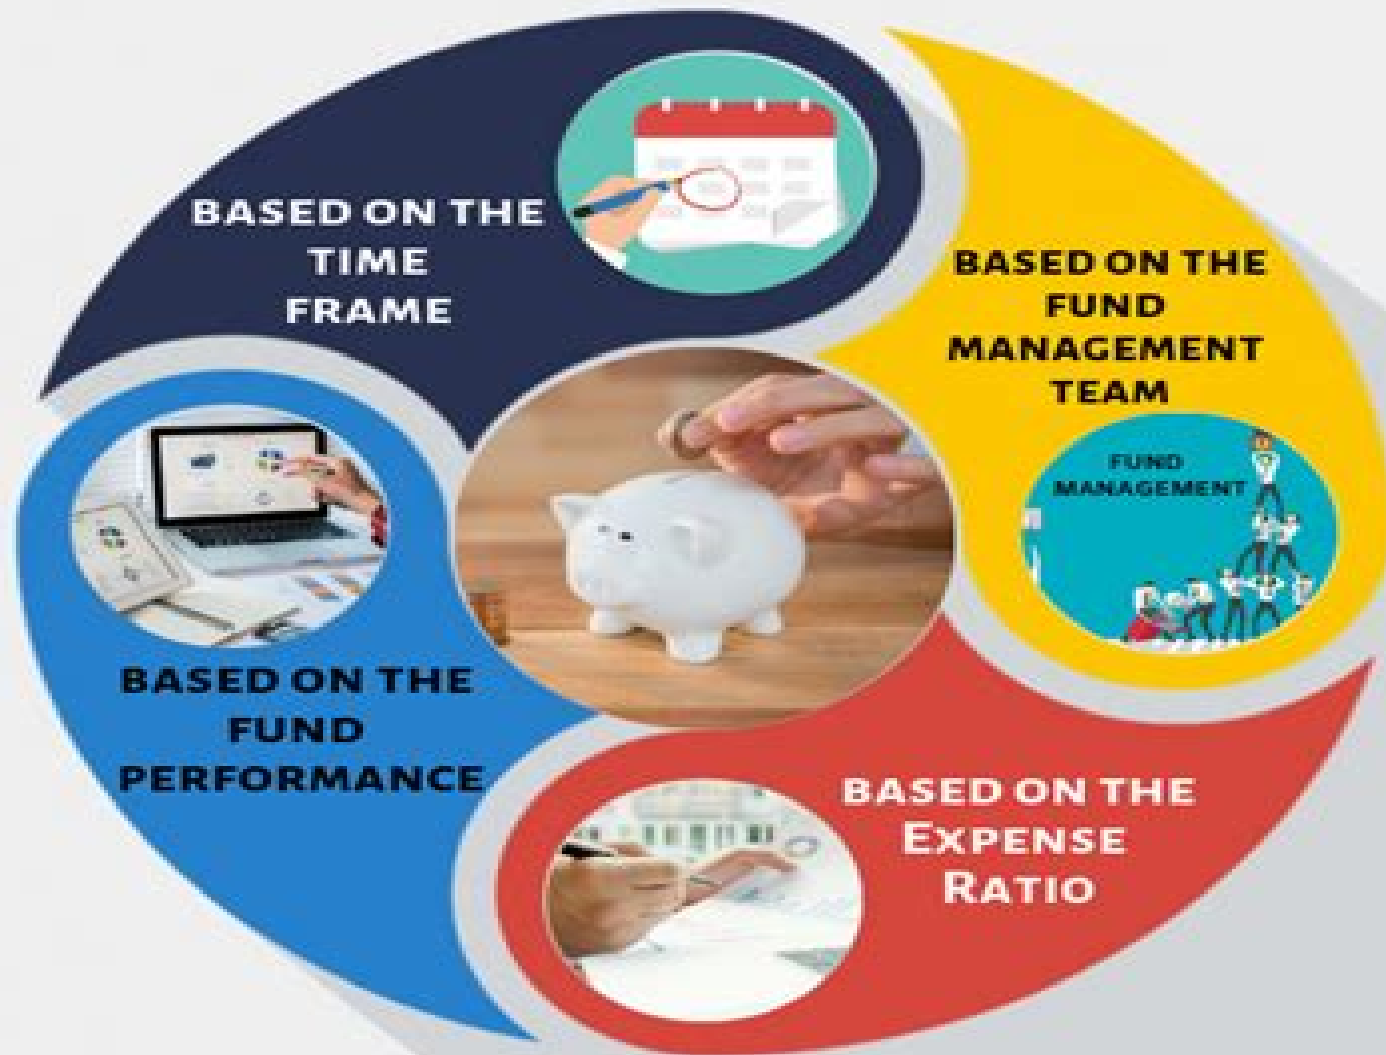 BASED ON THE
TIME
FRAME
BASED ON THE
FUND
MANAGEMENT
TEAM
FUND
MANAGEMENT
BASED ON THE
FUND
PERFORMANCE
BASED ON THE
EXPENSE
RATIO